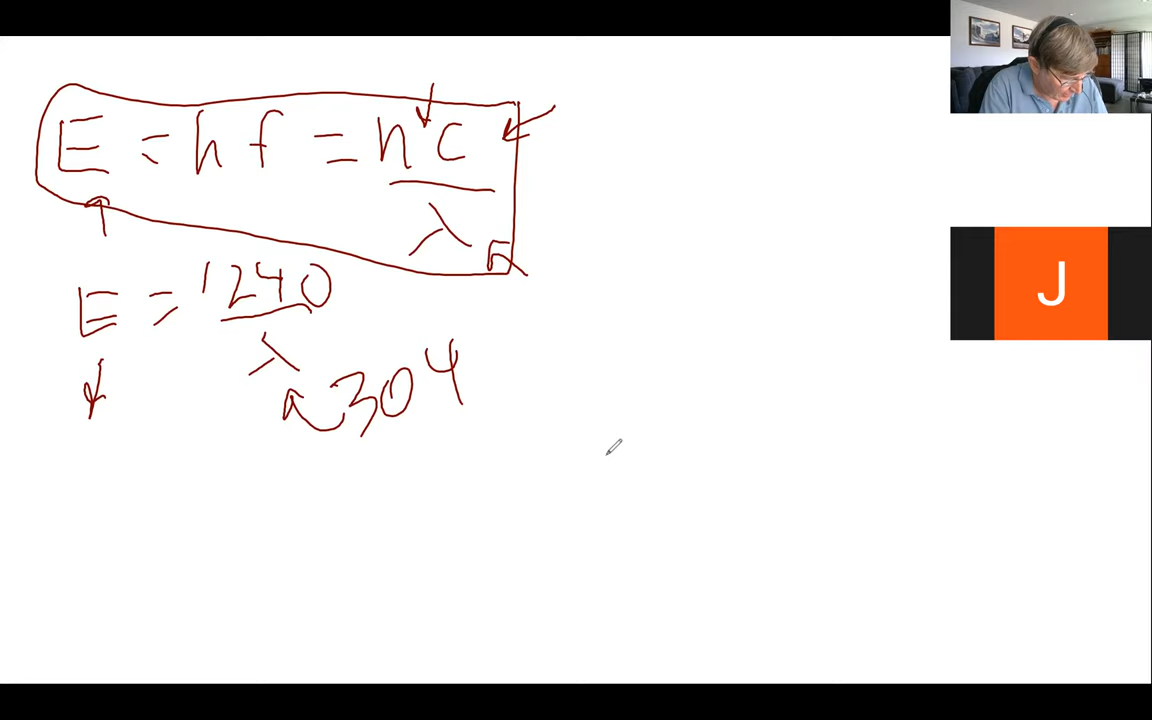 E = hf = hc
λ
E = 1240
λ
304
J